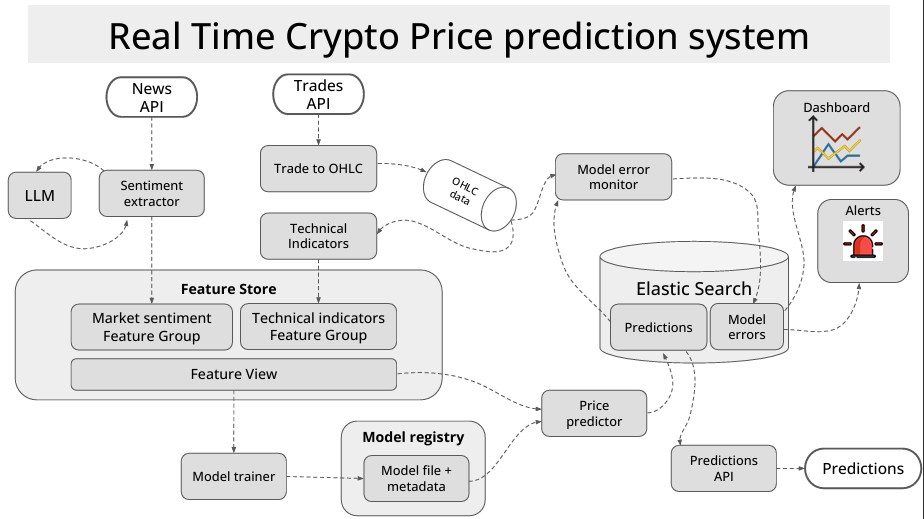 Real Time Crypto Price prediction system
News
API
Trades
API
Dashboard
Trade to OHLC
Model error
monitor
OHLC
data
LLM
Sentiment
extractor
Alerts
Technical
Indicators
Feature Store
Elastic Search
Market sentiment
Feature Group
Technical indicators
Feature Group
Predictions
Model
errors
Feature View
Price
predictor
Model registry
Model trainer
Model file +
metadata
Predictions
API
Predictions